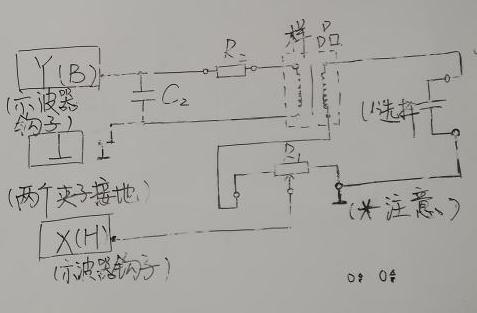 样品
R₂
Y(B)
(示波器
钩子)
C₂
(U选择
⊥
R₁
(两个夹子接地)
(*注意、)
X(H)
(示波器钩子)